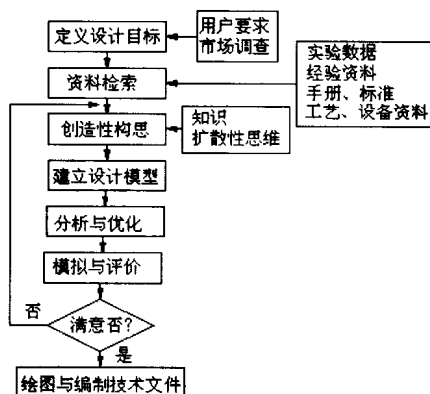 定义设计目标
用户要求
市场调查
资料检索
实验数据
经验资料
手册、标准
工艺、设备资料
创造性构思
知识
扩散性思维
建立设计模型
分析与优化
模拟与评价
否
满意否?
是
绘图与编制技术文件